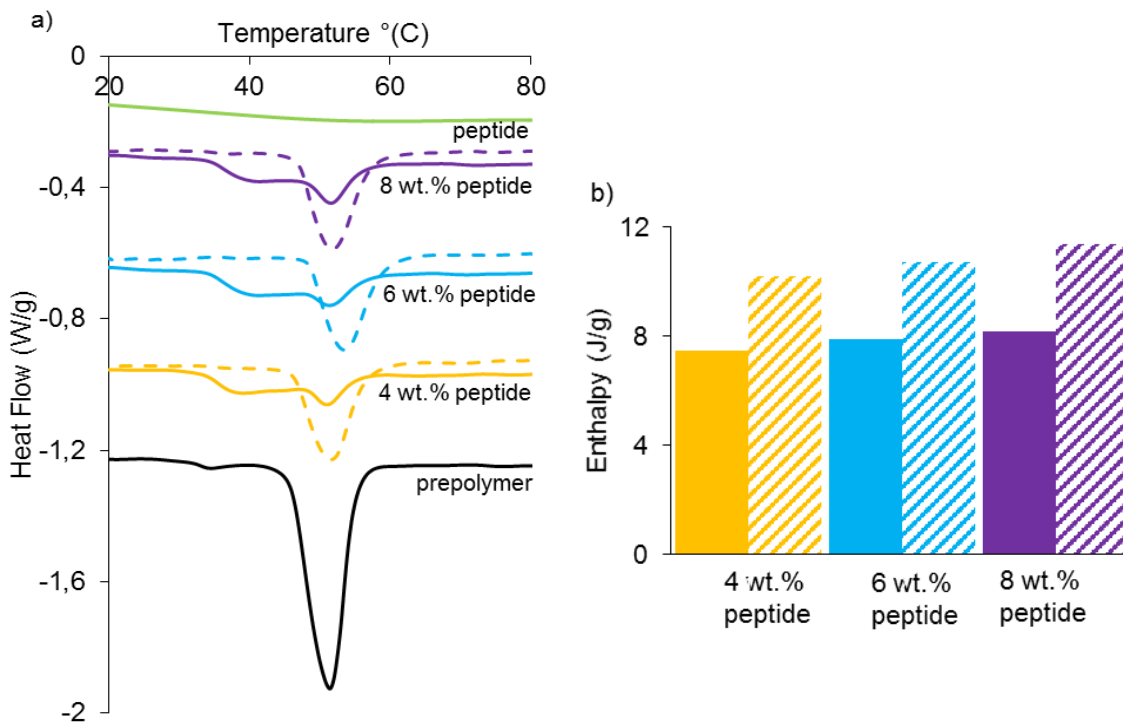 a)
Temperature °(C)
0
20
40
60
80
peptide
-0,4
8 wt.% peptide
6 wt.% peptide
-0,8
4 wt.% peptide
-1,2
prepolymer
-1,6
-2
Heat Flow (W/g)
b)
12
8
4
0
Enthalpy (J/g)
4 wt.%
peptide
6 wt.%
peptide
8 wt.%
peptide